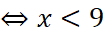 ⇔ x < 9